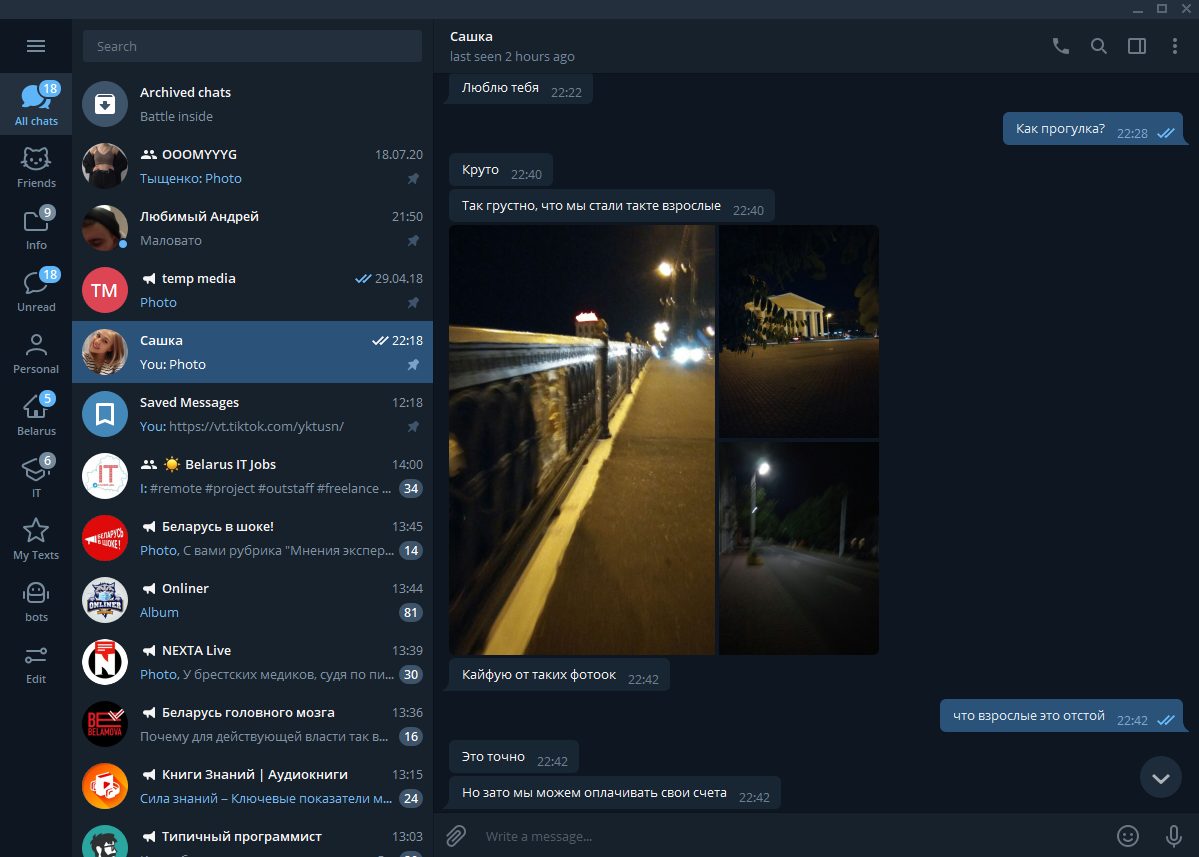 Search
18
All chats
Friends
9
Info
18
Unread
Personal
5
Belarus
6
IT
My Texts
bots
Edit
Archived chats
Battle inside
OOOMYYYG 18.07.20
Тыщенко: Photo
Любимый Андрей 21:50
Маловато
TM
temp media 29.04.18
Photo
Сашка 22:18
You: Photo
Saved Messages 12:18
You: https://vt.tiktok.com/yktusn/
IT
Belarus IT Jobs 14:00
I: #remote #project #outstaff #freelance ... 34
БЕЛАРУСЬ
В ШОКЕ!
Беларусь в шоке! 13:45
Photo, С вами рубрика "Мнения экспер... 14
ONLINER
Onliner 13:44
Album 81
N
NEXTA Live 13:39
Photo, У брестских медиков, судя по пи... 30
BELAMOVA
Беларусь головного мозга 13:36
Почему для действующей власти так в... 16
Книги Знаний | Аудиокниги 13:15
Сила знаний – Ключевые показатели м... 24
Типичный программист 13:03
Сашка
last seen 2 hours ago
Люблю тебя 22:22
Как прогулка? 22:28
Круто 22:40
Так грустно, что мы стали такте взрослые 22:40
Кайфую от таких фотоок 22:42
что взрослые это отстой 22:42
Это точно 22:42
Но зато мы можем оплачивать свои счета 22:42
Write a message...